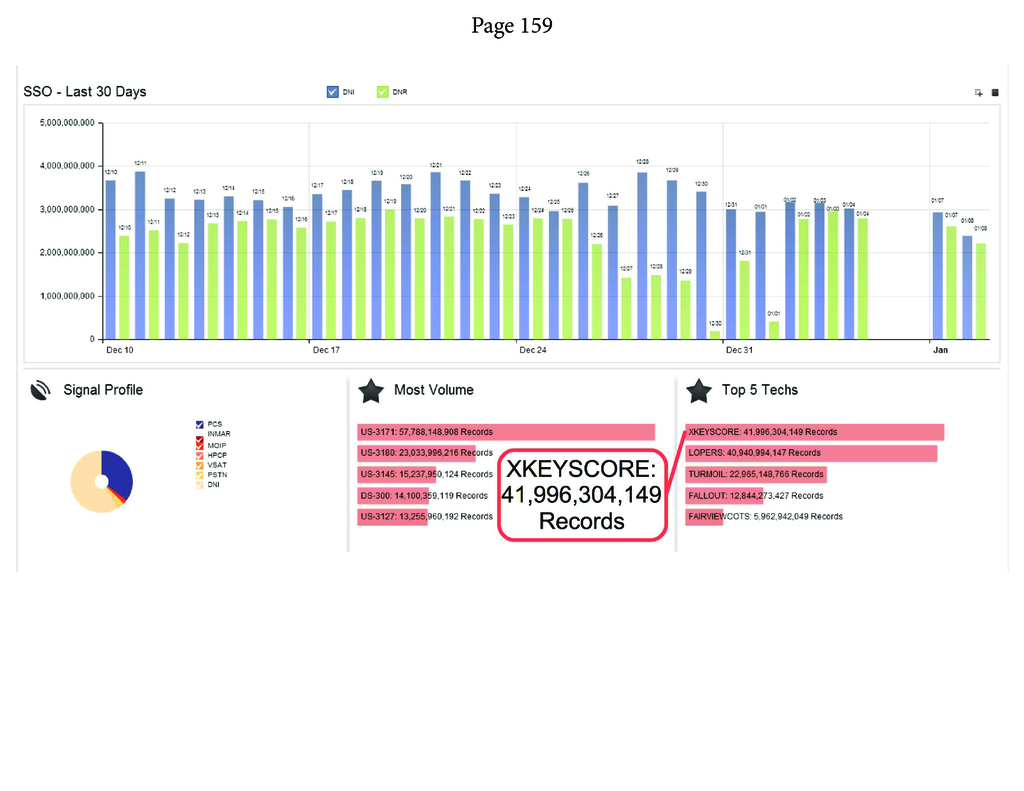 Page 159
SSO - Last 30 Days
DNI
DNR
5,000,000,000
4,000,000,000
3,000,000,000
2,000,000,000
1,000,000,000
0
12/10
12/10
12/11
12/11
12/12
12/12
12/13
12/13
12/14
12/14
12/15
12/15
12/16
12/16
12/17
12/17
12/18
12/18
12/19
12/19
12/20
12/20
12/21
12/21
12/22
12/22
12/23
12/23
12/24
12/24
12/25
12/25
12/26
12/26
12/27
12/27
12/28
12/28
12/29
12/29
12/30
12/30
12/31
12/31
01/01
01/01
01/02
01/02
01/03
01/03
01/04
01/04
01/07
01/07
01/08
01/08
Dec 10
Dec 17
Dec 24
Dec 31
Jan
Signal Profile
PCS
INMAR
MOIP
HPCP
VSAT
PSTN
DNI
Most Volume
US-3171: 57,788,148,908 Records
US-3180: 23,033,996,216 Records
US-3145: 15,237,950,124 Records
DS-300: 14,100,359,119 Records
US-3127: 13,255,960,192 Records
XKEYSCORE:
41,996,304,149
Records
Top 5 Techs
XKEYSCORE: 41,996,304,149 Records
LOPERS: 40,940,994,147 Records
TURMOIL: 22,965,148,766 Records
FALLOUT: 12,844,273,427 Records
FAIRVIEWCOTS: 5,962,942,049 Records